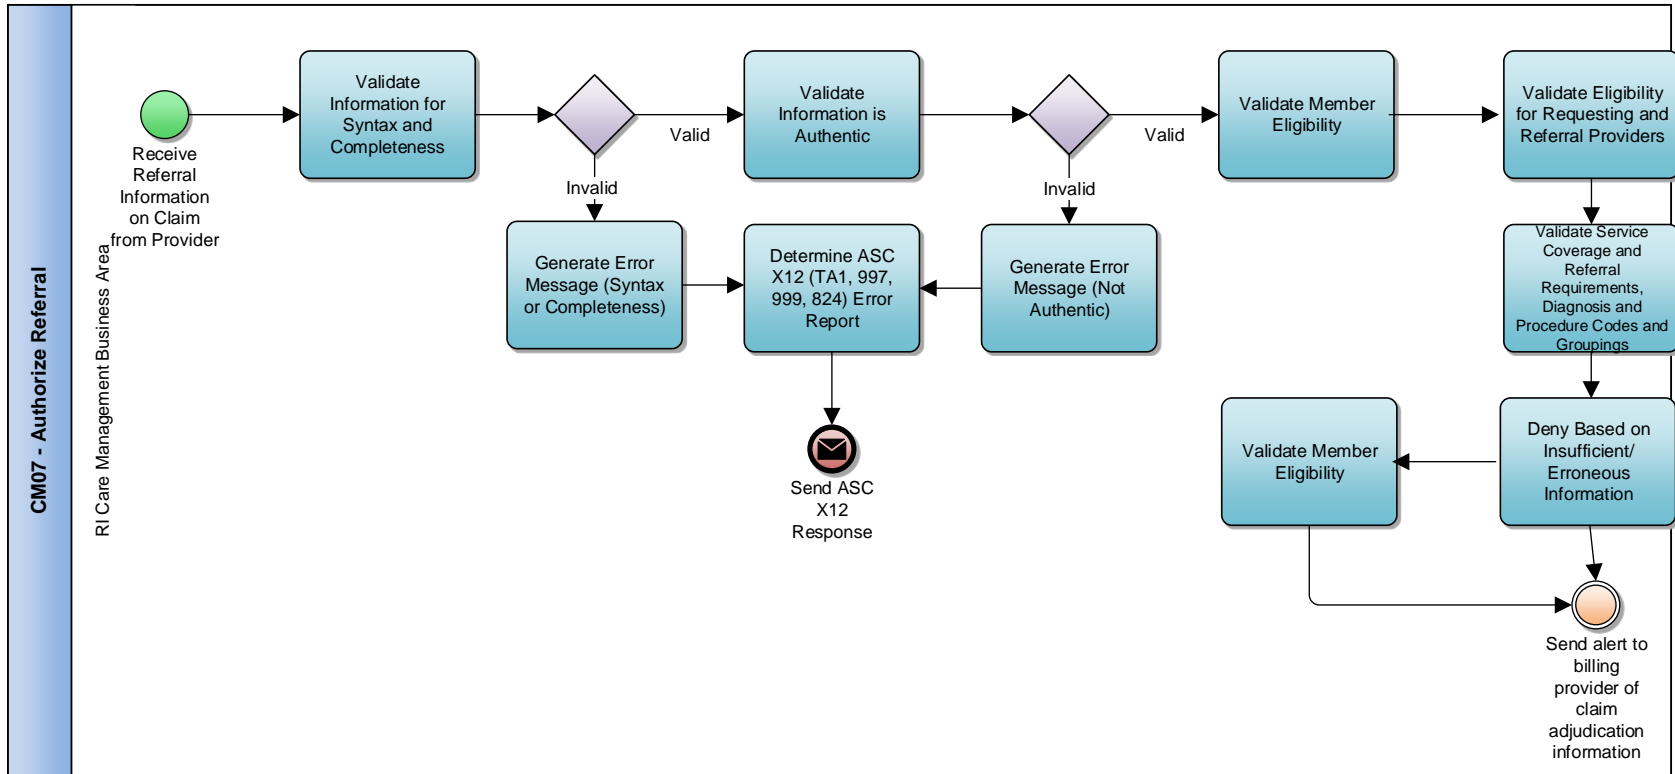 CM07 - Authorize Referral
RI Care Management Business Area
Receive
Referral
Information
on Claim
from Provider
Validate
Information for
Syntax and
Completeness
Valid
Invalid
Validate
Information is
Authentic
Valid
Invalid
Validate Member
Eligibility
Validate Eligibility
for Requesting and
Referral Providers
Generate Error
Message (Syntax
or Completeness)
Determine ASC
X12 (TA1, 997,
999, 824) Error
Report
Generate Error
Message (Not
Authentic)
Validate Service
Coverage and
Referral
Requirements,
Diagnosis and
Procedure Codes and
Groupings
Send ASC
X12
Response
Validate Member
Eligibility
Deny Based on
Insufficient/
Erroneous
Information
Send alert to
billing
provider of
claim
adjudication
information